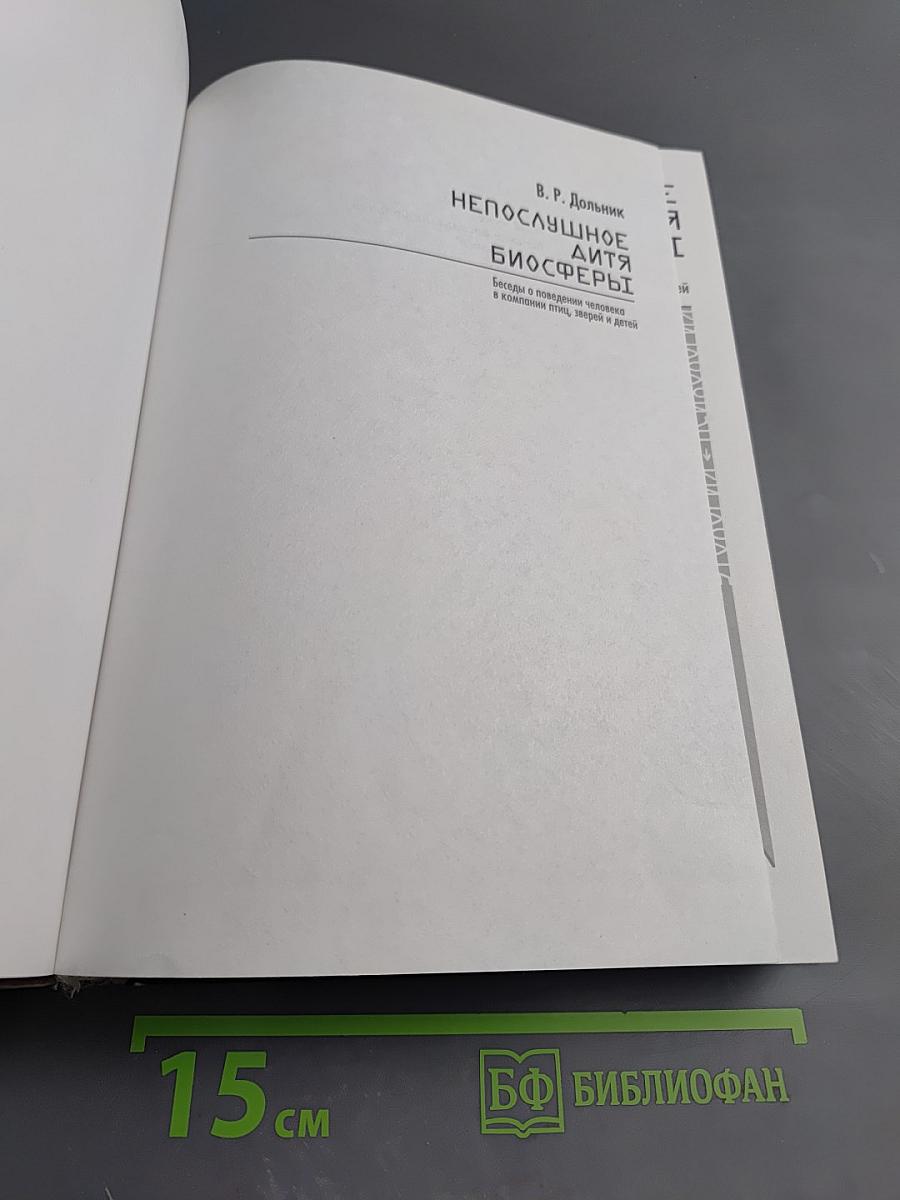 В. Р. Дольник
НЕПОСЛУШНОЕ
ДИТЯ
БИОСФЕРЫ
Беседы о поведении человека
в компании птиц, зверей и детей
15 см
БФ БИБЛИОФАН